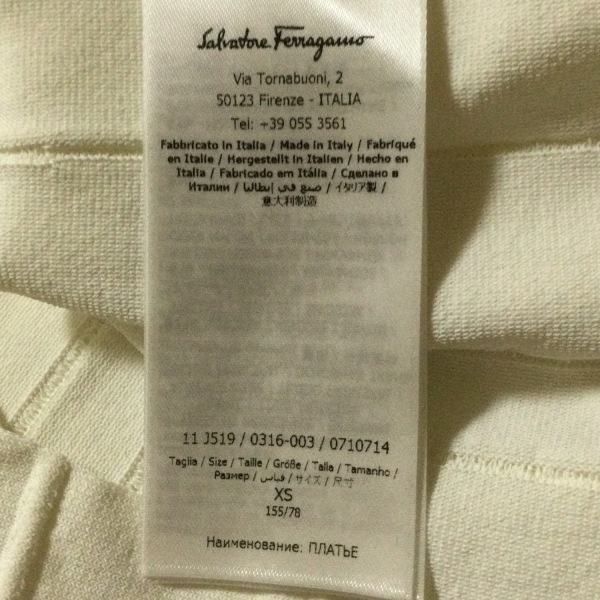 Salvatore Ferragamo
Via Tornabuoni, 2
50123 Firenze - ITALIA
Tel: +39 055 3561
Fabbricato in Italia / Made in Italy / Fabriqué
en Italie / Hergestellt in Italien / Hecho en
Italia / Fabricado em Itália / Сделано в
Италии / صنع في إيطاليا / イタリア製 /
意大利制造
11 J519 / 0316-003 / 0710714
Taglia / Size / Taille / Größe / Talla / Tamanho /
Размер / قياس / サイズ / 尺寸
XS
155/78
Наименование: ПЛАТЬЕ